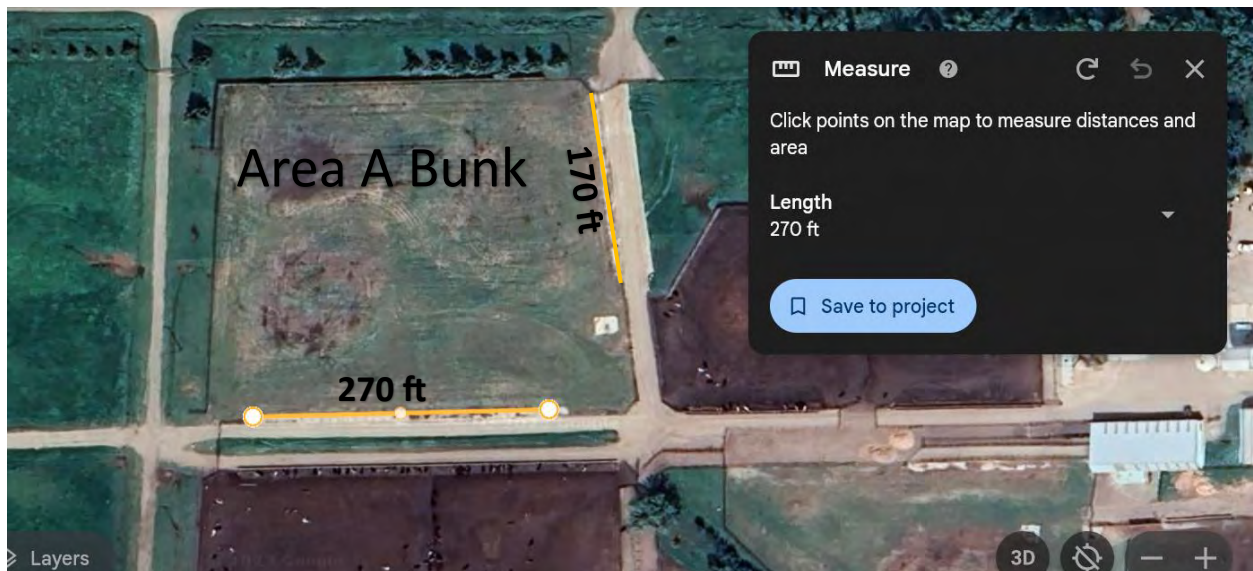 Measure
Click points on the map to measure distances and
area
Length
270 ft
Save to project
Area A Bunk
170 ft
270 ft
Layers
3D